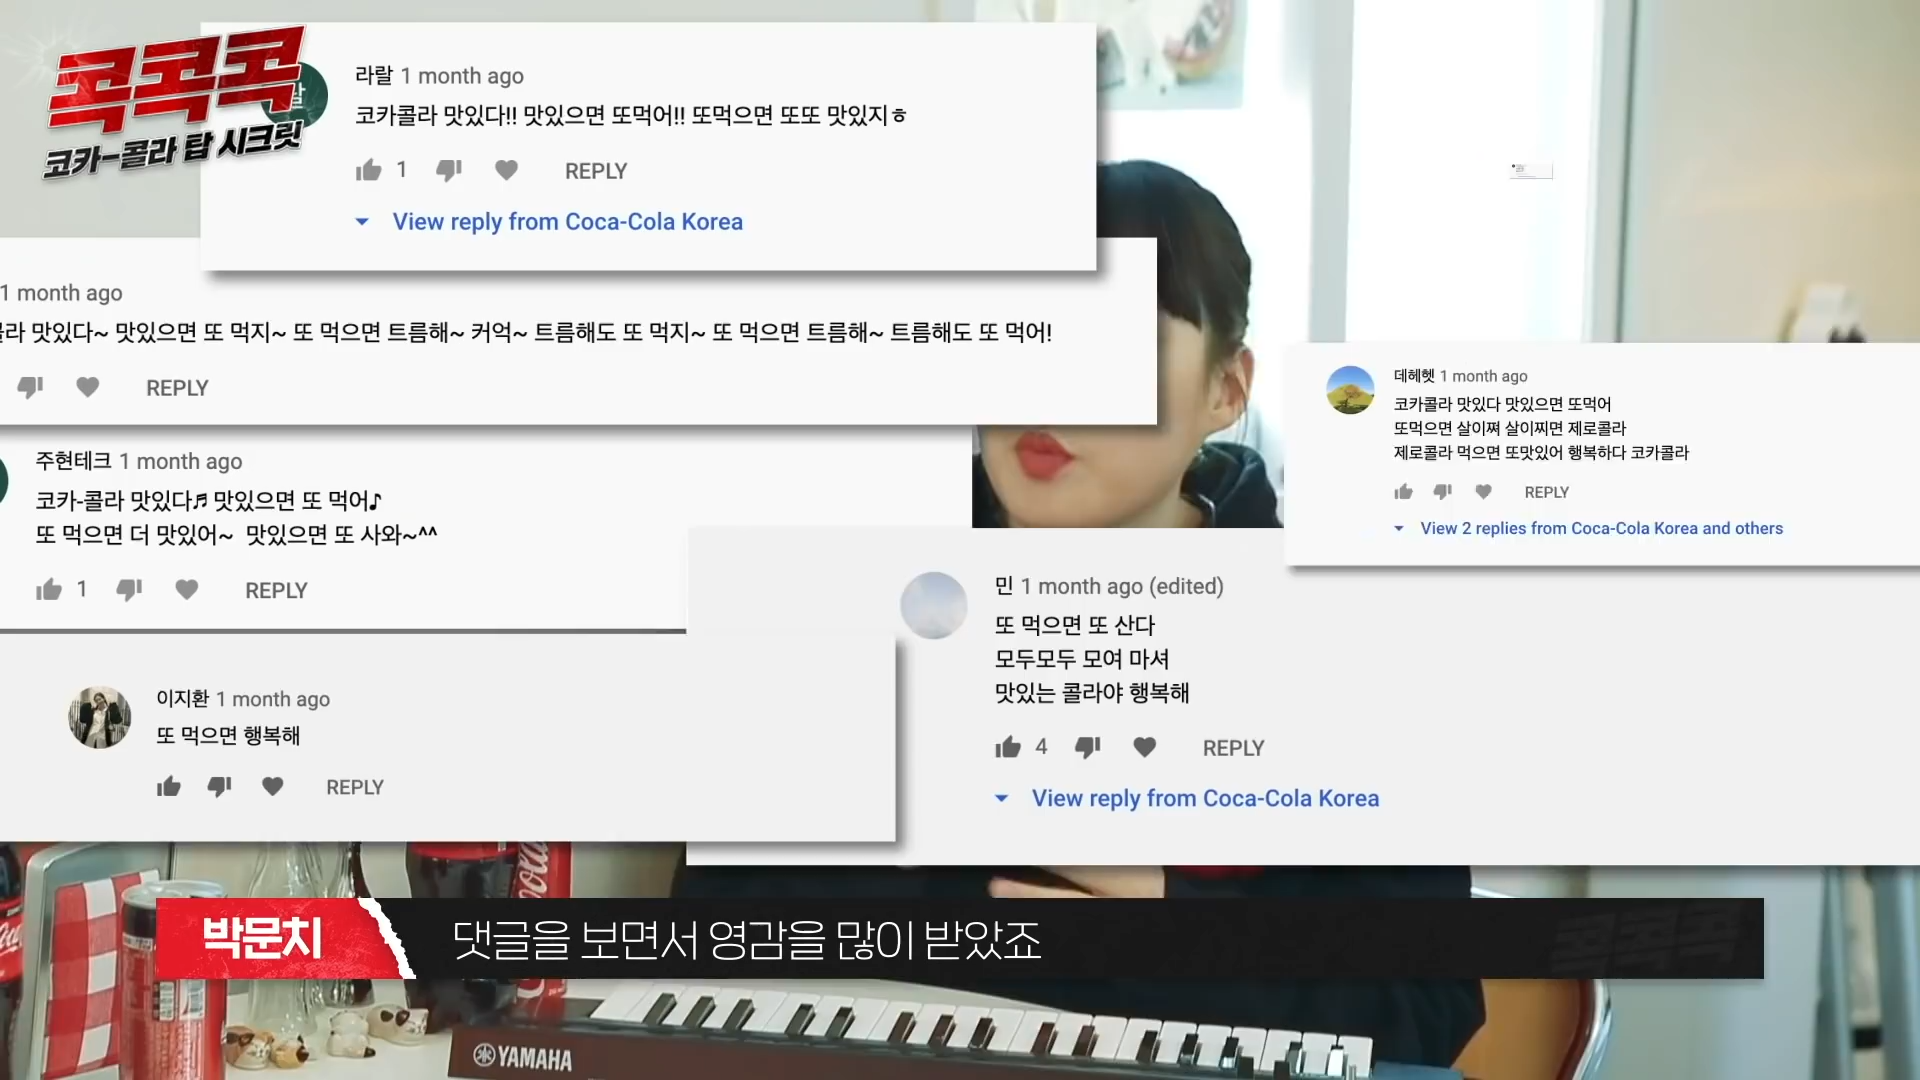 콕콕콕
코카-콜라 탑 시크릿
라랄 1 month ago
코카콜라 맛있다!! 맛있으면 또먹어!! 또먹으면 또또 맛있지ㅎ
1 REPLY
View reply from Coca-Cola Korea
1 month ago
맛있다~ 맛있으면 또 먹지~ 또 먹으면 트름해~ 커억~ 트름해도 또 먹지~ 또 먹으면 트름해~ 트름해도 또 먹어!
REPLY
데헤헷 1 month ago
코카콜라 맛있다 맛있으면 또먹어
또먹으면 살이쪄 살이찌면 제로콜라
제로콜라 먹으면 또맛있어 행복하다 코카콜라
REPLY
View 2 replies from Coca-Cola Korea and others
주현테크 1 month ago
코카-콜라 맛있다♬ 맛있으면 또 먹어♪
또 먹으면 더 맛있어~ 맛있으면 또 사와~^^
1 REPLY
민 1 month ago (edited)
또 먹으면 또 산다
모두모두 모여 마셔
맛있는 콜라야 행복해
4 REPLY
View reply from Coca-Cola Korea
이지환 1 month ago
또 먹으면 행복해
REPLY
박문치
댓글을 보면서 영감을 많이 받았죠
콕콕콕
YAMAHA